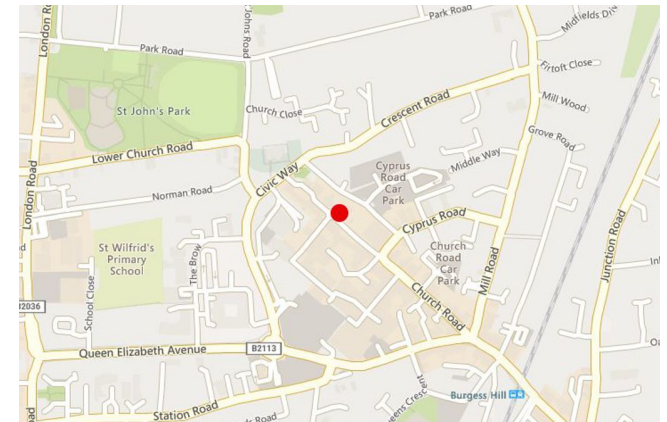 London Road
Park Road
St Johns Road
Park Road
Midfields
Firtoft Close
Mill Wood
Grove Road
St John's Park
Church Close
Crescent Road
Lower Church Road
Civic Way
Cyprus
Road
Car
Park
Middle Way
London Road
Norman Road
Cyprus Road
St Wilfrid's
Primary
School
The Brow
Church
Road
Car
Park
Mill Road
Junction Road
School Close
Church Road
Queen Elizabeth Avenue
B2113
Burgess Hill
Station Road